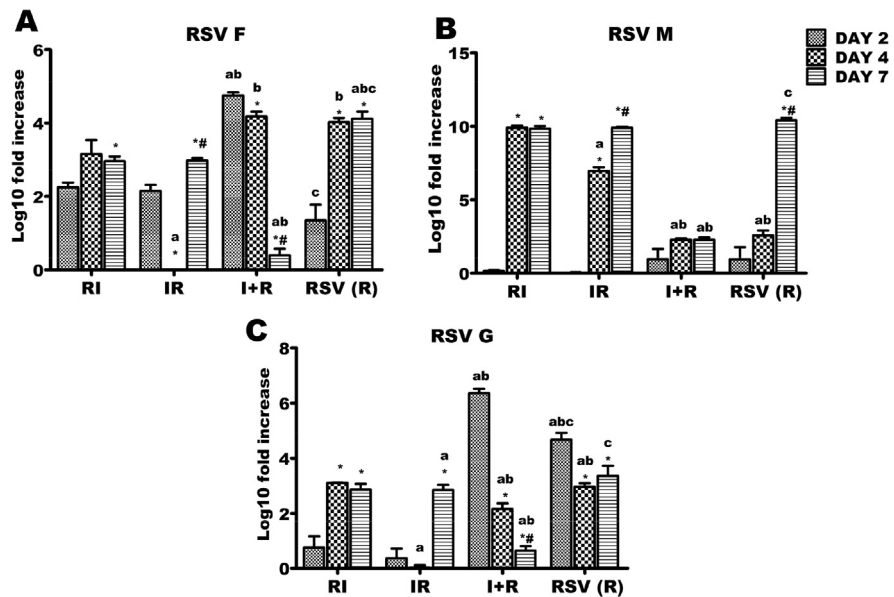 A
RSV F
Log10 fold increase
6
4
2
0
*
a
*
*#
ab
b
*
ab
*#
c
b
*
abc
*
RI
IR
I+R
RSV (R)
B
RSV M
Log10 fold increase
15
10
5
0
*
*
a
*
*#
ab
ab
ab
c
*#
RI
IR
I+R
RSV (R)
DAY 2
DAY 4
DAY 7
C
RSV G
Log10 fold increase
8
6
4
2
0
*
*
a
a
*
ab
ab
*
ab
*#
abc
ab
*
c
*
RI
IR
I+R
RSV (R)